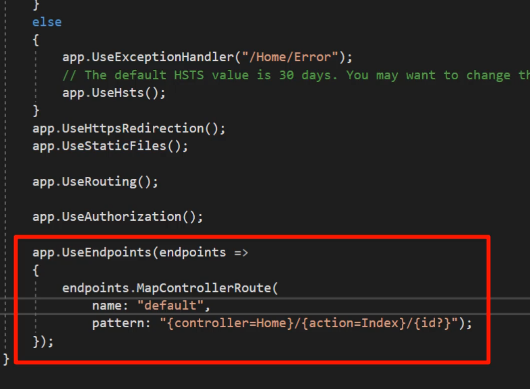 }
else
{
app.UseExceptionHandler("/Home/Error");
// The default HSTS value is 30 days. You may want to change
app.UseHsts();
}
app.UseHttpsRedirection();
app.UseStaticFiles();
app.UseRouting();
app.UseAuthorization();
app.UseEndpoints(endpoints =>
{
endpoints.MapControllerRoute(
name: "default",
pattern: "{controller=Home}/{action=Index}/{id?}");
});
}